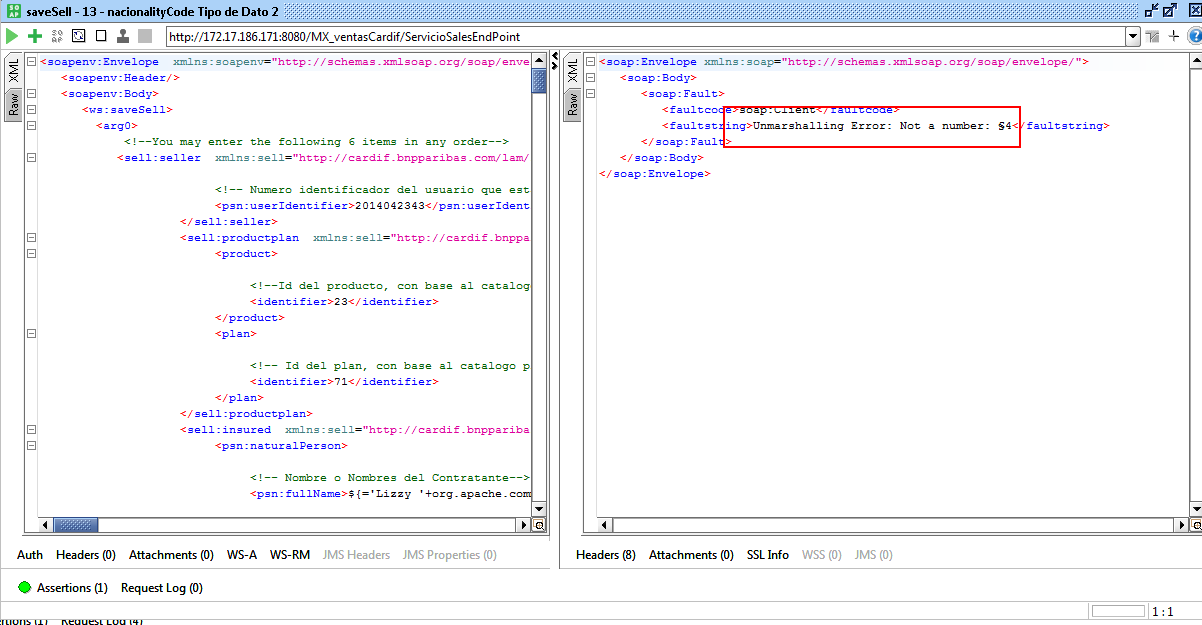 saveSell - 13 - nacionalityCode Tipo de Dato 2
http://172.17.186.171:8080/MX_ventasCardif/ServicioSalesEndPoint
XML
Raw
<soapenv:Envelope xmlns:soapenv="http://schemas.xmlsoap.org/soap/enve
<soapenv:Header/>
<soapenv:Body>
<ws:saveSell>
<arg0>
<!--You may enter the following 6 items in any order-->
<sell:seller xmlns:sell="http://cardif.bnpparibas.com/lam/
<!-- Numero identificador del usuario que est
<psn:userIdentifier>2014042343</psn:userIdent
</sell:seller>
<sell:productplan xmlns:sell="http://cardif.bnppa
<product>
<!--Id del producto, con base al catalog
<identifier>23</identifier>
</product>
<plan>
<!-- Id del plan, con base al catalogo p
<identifier>71</identifier>
</plan>
</sell:productplan>
<sell:insured xmlns:sell="http://cardif.bnppariba
<psn:naturalPerson>
<!-- Nombre o Nombres del Contratante-->
<psn:fullName>${='Lizzy '+org.apache.com
XML
Raw
<soap:Envelope xmlns:soap="http://schemas.xmlsoap.org/soap/envelope/">
<soap:Body>
<soap:Fault>
<faultcode>soap:Client</faultcode>
<faultstring>Unmarshalling Error: Not a number: §4</faultstring>
</soap:Fault>
</soap:Body>
</soap:Envelope>
Auth Headers (0) Attachments (0) WS-A WS-RM JMS Headers JMS Properties (0)
Headers (8) Attachments (0) SSL Info WSS (0) JMS (0)
Assertions (1) Request Log (0)
1:1
ertions (1) Request Log (4)